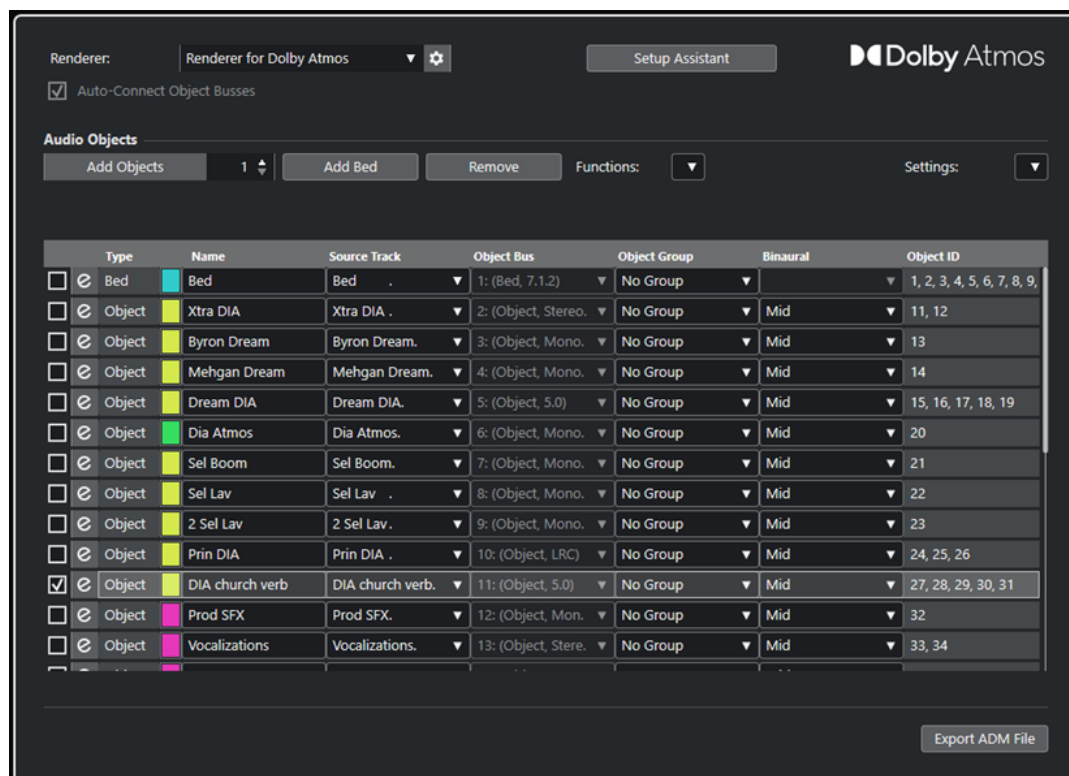 Renderer: Renderer for Dolby Atmos Setup Assistant Dolby Atmos
Auto-Connect Object Busses
Audio Objects
Add Objects 1 Add Bed Remove Functions: Settings:
Type Name Source Track Object Bus Object Group Binaural Object ID
e Bed Bed Bed . 1: (Bed, 7.1.2) No Group 1, 2, 3, 4, 5, 6, 7, 8, 9,
e Object Xtra DIA Xtra DIA . 2: (Object, Stereo. No Group Mid 11, 12
e Object Byron Dream Byron Dream. 3: (Object, Mono. No Group Mid 13
e Object Mehgan Dream Mehgan Dream. 4: (Object, Mono. No Group Mid 14
e Object Dream DIA Dream DIA. 5: (Object, 5.0) No Group Mid 15, 16, 17, 18, 19
e Object Dia Atmos Dia Atmos. 6: (Object, Mono. No Group Mid 20
e Object Sel Boom Sel Boom. 7: (Object, Mono. No Group Mid 21
e Object Sel Lav Sel Lav . 8: (Object, Mono. No Group Mid 22
e Object 2 Sel Lav 2 Sel Lav. 9: (Object, Mono. No Group Mid 23
e Object Prin DIA Prin DIA . 10: (Object, LRC) No Group Mid 24, 25, 26
e Object DIA church verb DIA church verb. 11: (Object, 5.0) No Group Mid 27, 28, 29, 30, 31
e Object Prod SFX Prod SFX. 12: (Object, Mon. No Group Mid 32
e Object Vocalizations Vocalizations. 13: (Object, Stere. No Group Mid 33, 34
Export ADM File